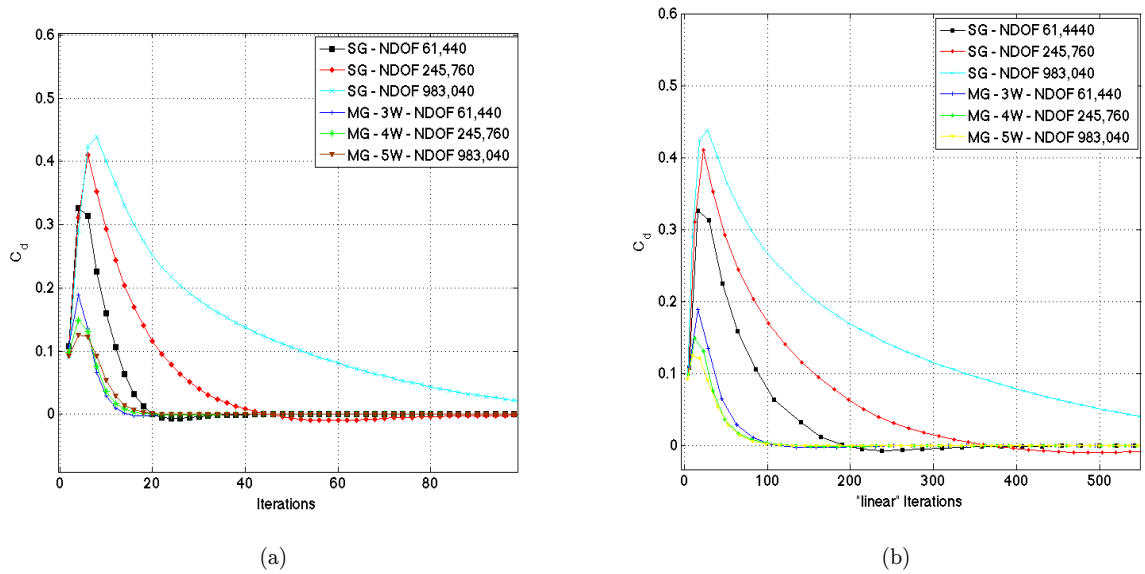 0.6
0.5
0.4
0.3
0.2
0.1
0
C_d
SG - NDOF 61,440
SG - NDOF 245,760
SG - NDOF 983,040
MG - 3W - NDOF 61,440
MG - 4W - NDOF 245,760
MG - 5W - NDOF 983,040
0 20 40 60 80
Iterations
(a)
0.6
0.5
0.4
0.3
0.2
0.1
0
C_d
SG - NDOF 61,4440
SG - NDOF 245,760
SG - NDOF 983,040
MG - 3W - NDOF 61,440
MG - 4W - NDOF 245,760
MG - 5W - NDOF 983,040
0 100 200 300 400 500
"linear" Iterations
(b)